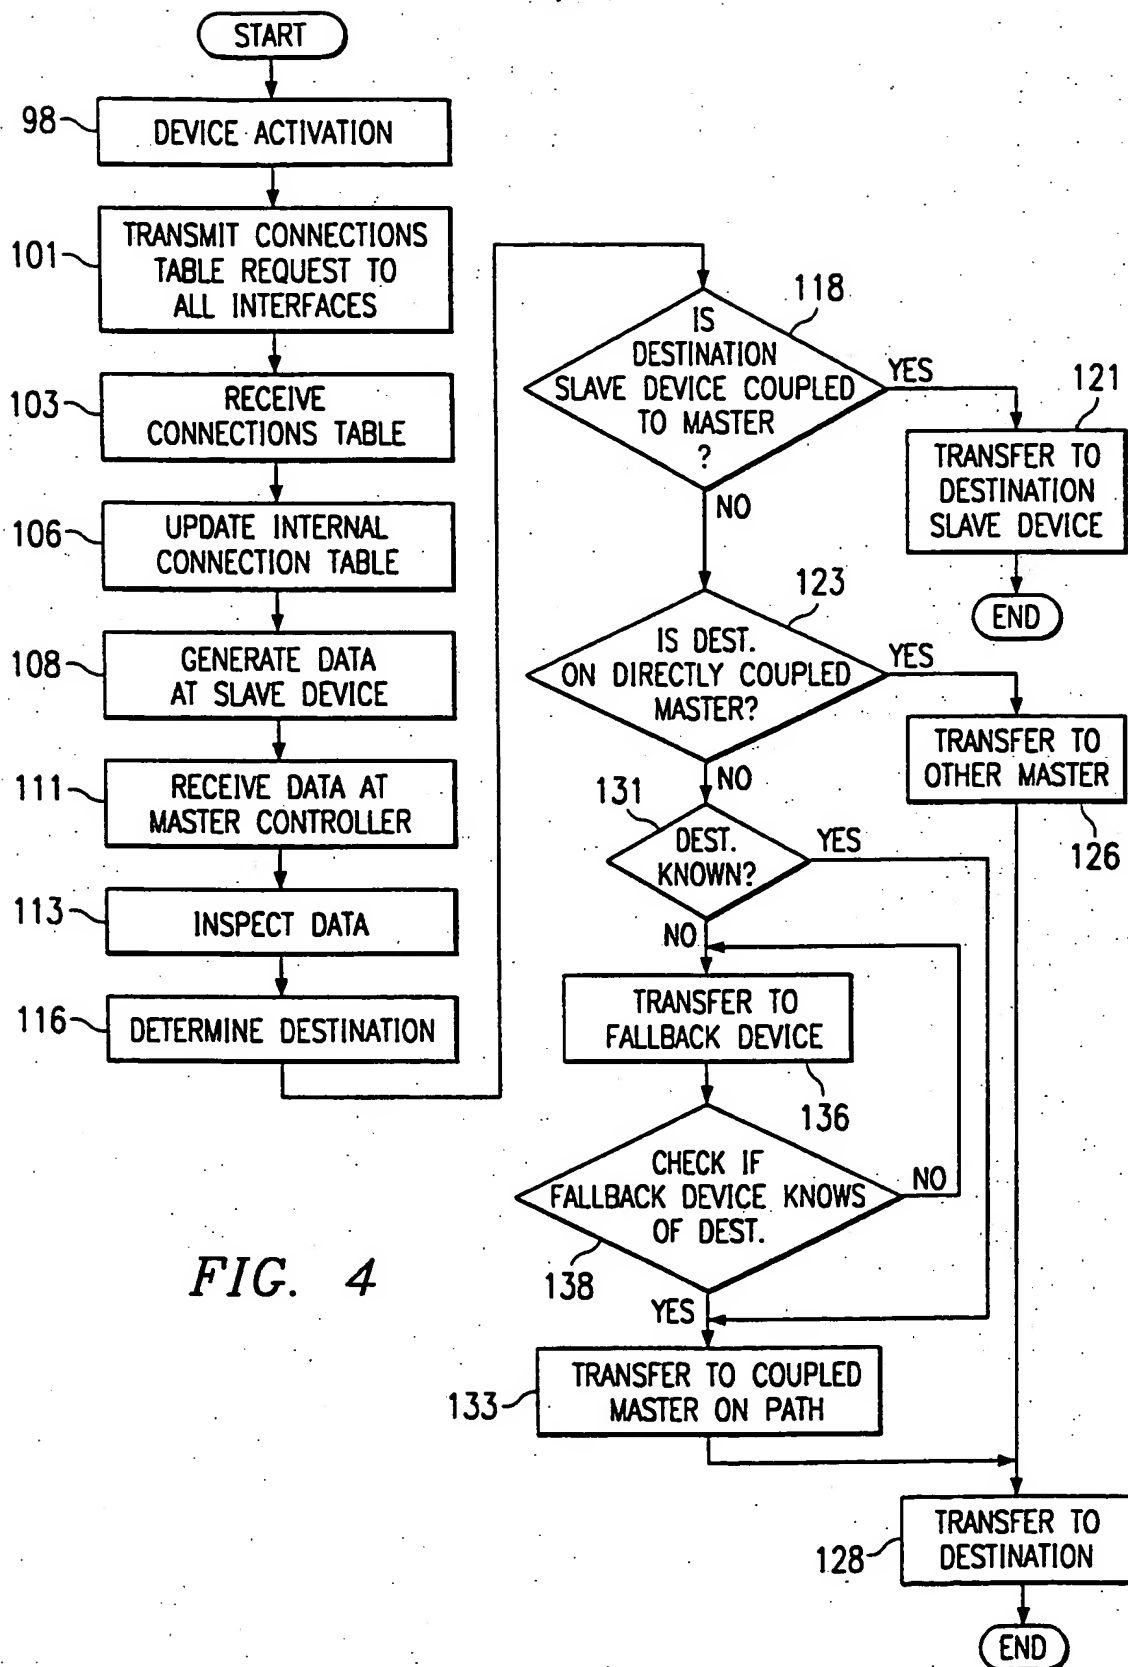 START
98
DEVICE ACTIVATION
101
TRANSMIT CONNECTIONS
TABLE REQUEST TO
ALL INTERFACES
103
RECEIVE
CONNECTIONS TABLE
106
UPDATE INTERNAL
CONNECTION TABLE
108
GENERATE DATA
AT SLAVE DEVICE
111
RECEIVE DATA AT
MASTER CONTROLLER
113
INSPECT DATA
116
DETERMINE DESTINATION
118
IS
DESTINATION
SLAVE DEVICE COUPLED
TO MASTER
?
YES
NO
121
TRANSFER TO
DESTINATION
SLAVE DEVICE
END
123
IS DEST.
ON DIRECTLY COUPLED
MASTER?
YES
NO
TRANSFER TO
OTHER MASTER
126
131
DEST.
KNOWN?
YES
NO
TRANSFER TO
FALLBACK DEVICE
136
CHECK IF
FALLBACK DEVICE KNOWS
OF DEST.
NO
138
YES
133
TRANSFER TO COUPLED
MASTER ON PATH
128
TRANSFER TO
DESTINATION
END
FIG. 4